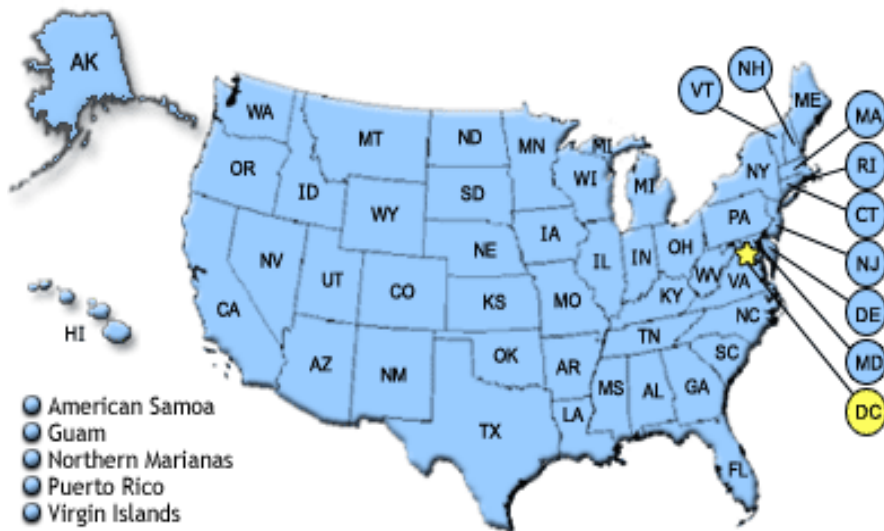 AK
WA
OR
CA
ID
NV
MT
WY
UT
AZ
CO
NM
ND
SD
NE
KS
OK
TX
MN
IA
MO
AR
LA
WI
IL
MI
MI
IN
OH
KY
TN
MS
AL
GA
FL
SC
NC
VA
WV
PA
NY
ME
VT
NH
MA
RI
CT
NJ
DE
MD
DC
HI
American Samoa
Guam
Northern Marianas
Puerto Rico
Virgin Islands